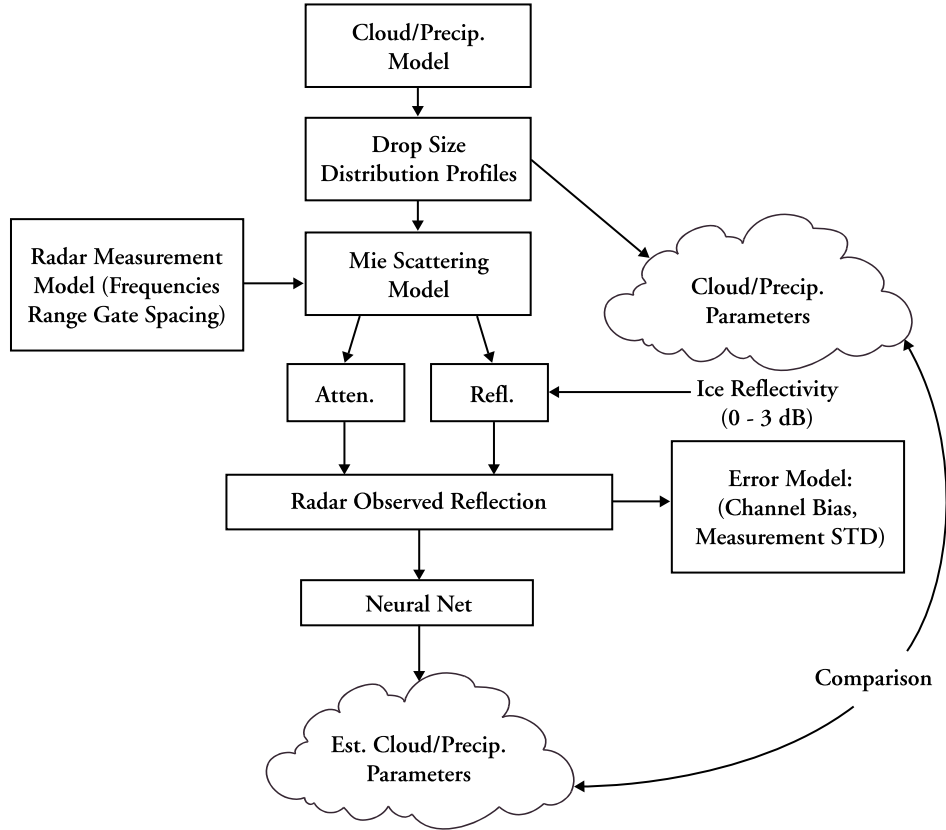 Cloud/Precip.
Model
Drop Size
Distribution Profiles
Radar Measurement
Model (Frequencies
Range Gate Spacing)
Mie Scattering
Model
Cloud/Precip.
Parameters
Atten.
Refl.
Ice Reflectivity
(0 - 3 dB)
Radar Observed Reflection
Error Model:
(Channel Bias,
Measurement STD)
Neural Net
Comparison
Est. Cloud/Precip.
Parameters